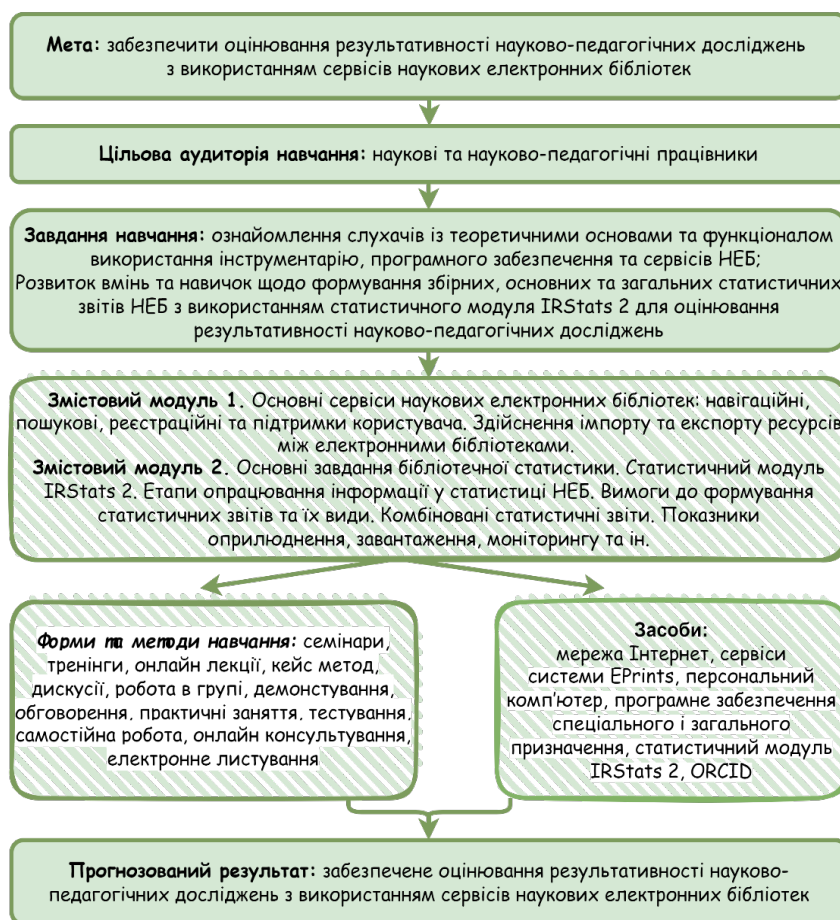 Мета: забезпечити оцінювання результативності науково-педагогічних досліджень
з використанням сервісів наукових електронних бібліотек
Цільова аудиторія навчання: наукові та науково-педагогічні працівники
Завдання навчання: ознайомлення слухачів із теоретичними основами та функціоналом
використання інструментарію, програмного забезпечення та сервісів НЕБ;
Розвиток вмінь та навичок щодо формування збірних, основних та загальних статистичних
звітів НЕБ з використанням статистичного модуля IRStats 2 для оцінювання
результативності науково-педагогічних досліджень
Змістовий модуль 1. Основні сервіси наукових електронних бібліотек: навігаційні,
пошукові, реєстраційні та підтримки користувача. Здійснення імпорту та експорту ресурсів
між електронними бібліотеками.
Змістовий модуль 2. Основні завдання бібліотечної статистики. Статистичний модуль
IRStats 2. Етапи опрацювання інформації у статистиці НЕБ. Вимоги до формування
статистичних звітів та їх види. Комбіновані статистичні звіти. Показники
оприлюднення, завантаження, моніторингу та ін.
Форми та методи навчання: семінари,
тренінги, онлайн лекції, кейс метод,
дискусії, робота в групі, демонстування,
обговорення, практичні заняття, тестування,
самостійна робота, онлайн консультування,
електронне листування
Засоби:
мережа Інтернет, сервіси
системи EPrints, персональний
комп'ютер, програмне забезпечення
спеціального і загального
призначення, статистичний модуль
IRStats 2, ORCID
Прогнозований результат: забезпечене оцінювання результативності науково-
педагогічних досліджень з використанням сервісів наукових електронних бібліотек